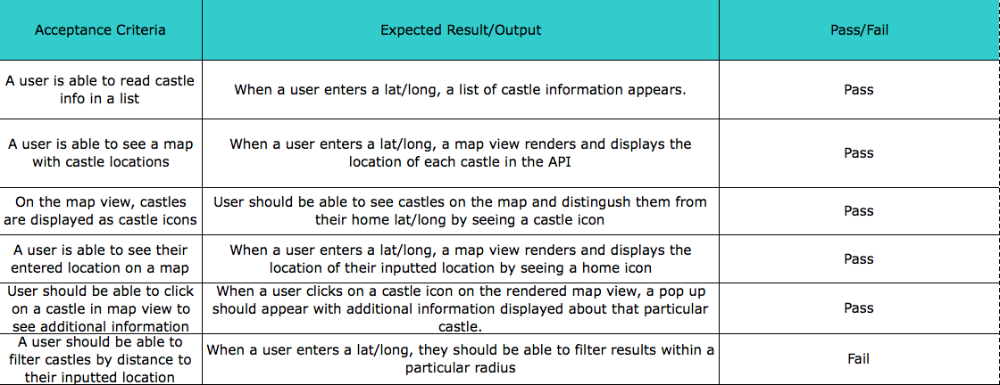 Acceptance Criteria
Expected Result/Output
Pass/Fail
A user is able to read castle
info in a list
When a user enters a lat/long, a list of castle information appears.
Pass
A user is able to see a map
with castle locations
When a user enters a lat/long, a map view renders and displays the
location of each castle in the API
Pass
On the map view, castles
are displayed as castle icons
User should be able to see castles on the map and distingush them from
their home lat/long by seeing a castle icon
Pass
A user is able to see their
entered location on a map
When a user enters a lat/long, a map view renders and displays the
location of their inputted location by seeing a home icon
Pass
User should be able to click
on a castle in map view to
see additional information
When a user clicks on a castle icon on the rendered map view, a pop up
should appear with additional information displayed about that particular
castle.
Pass
A user should be able to
filter castles by distance to
their inputted location
When a user enters a lat/long, they should be able to filter results within a
particular radius
Fail